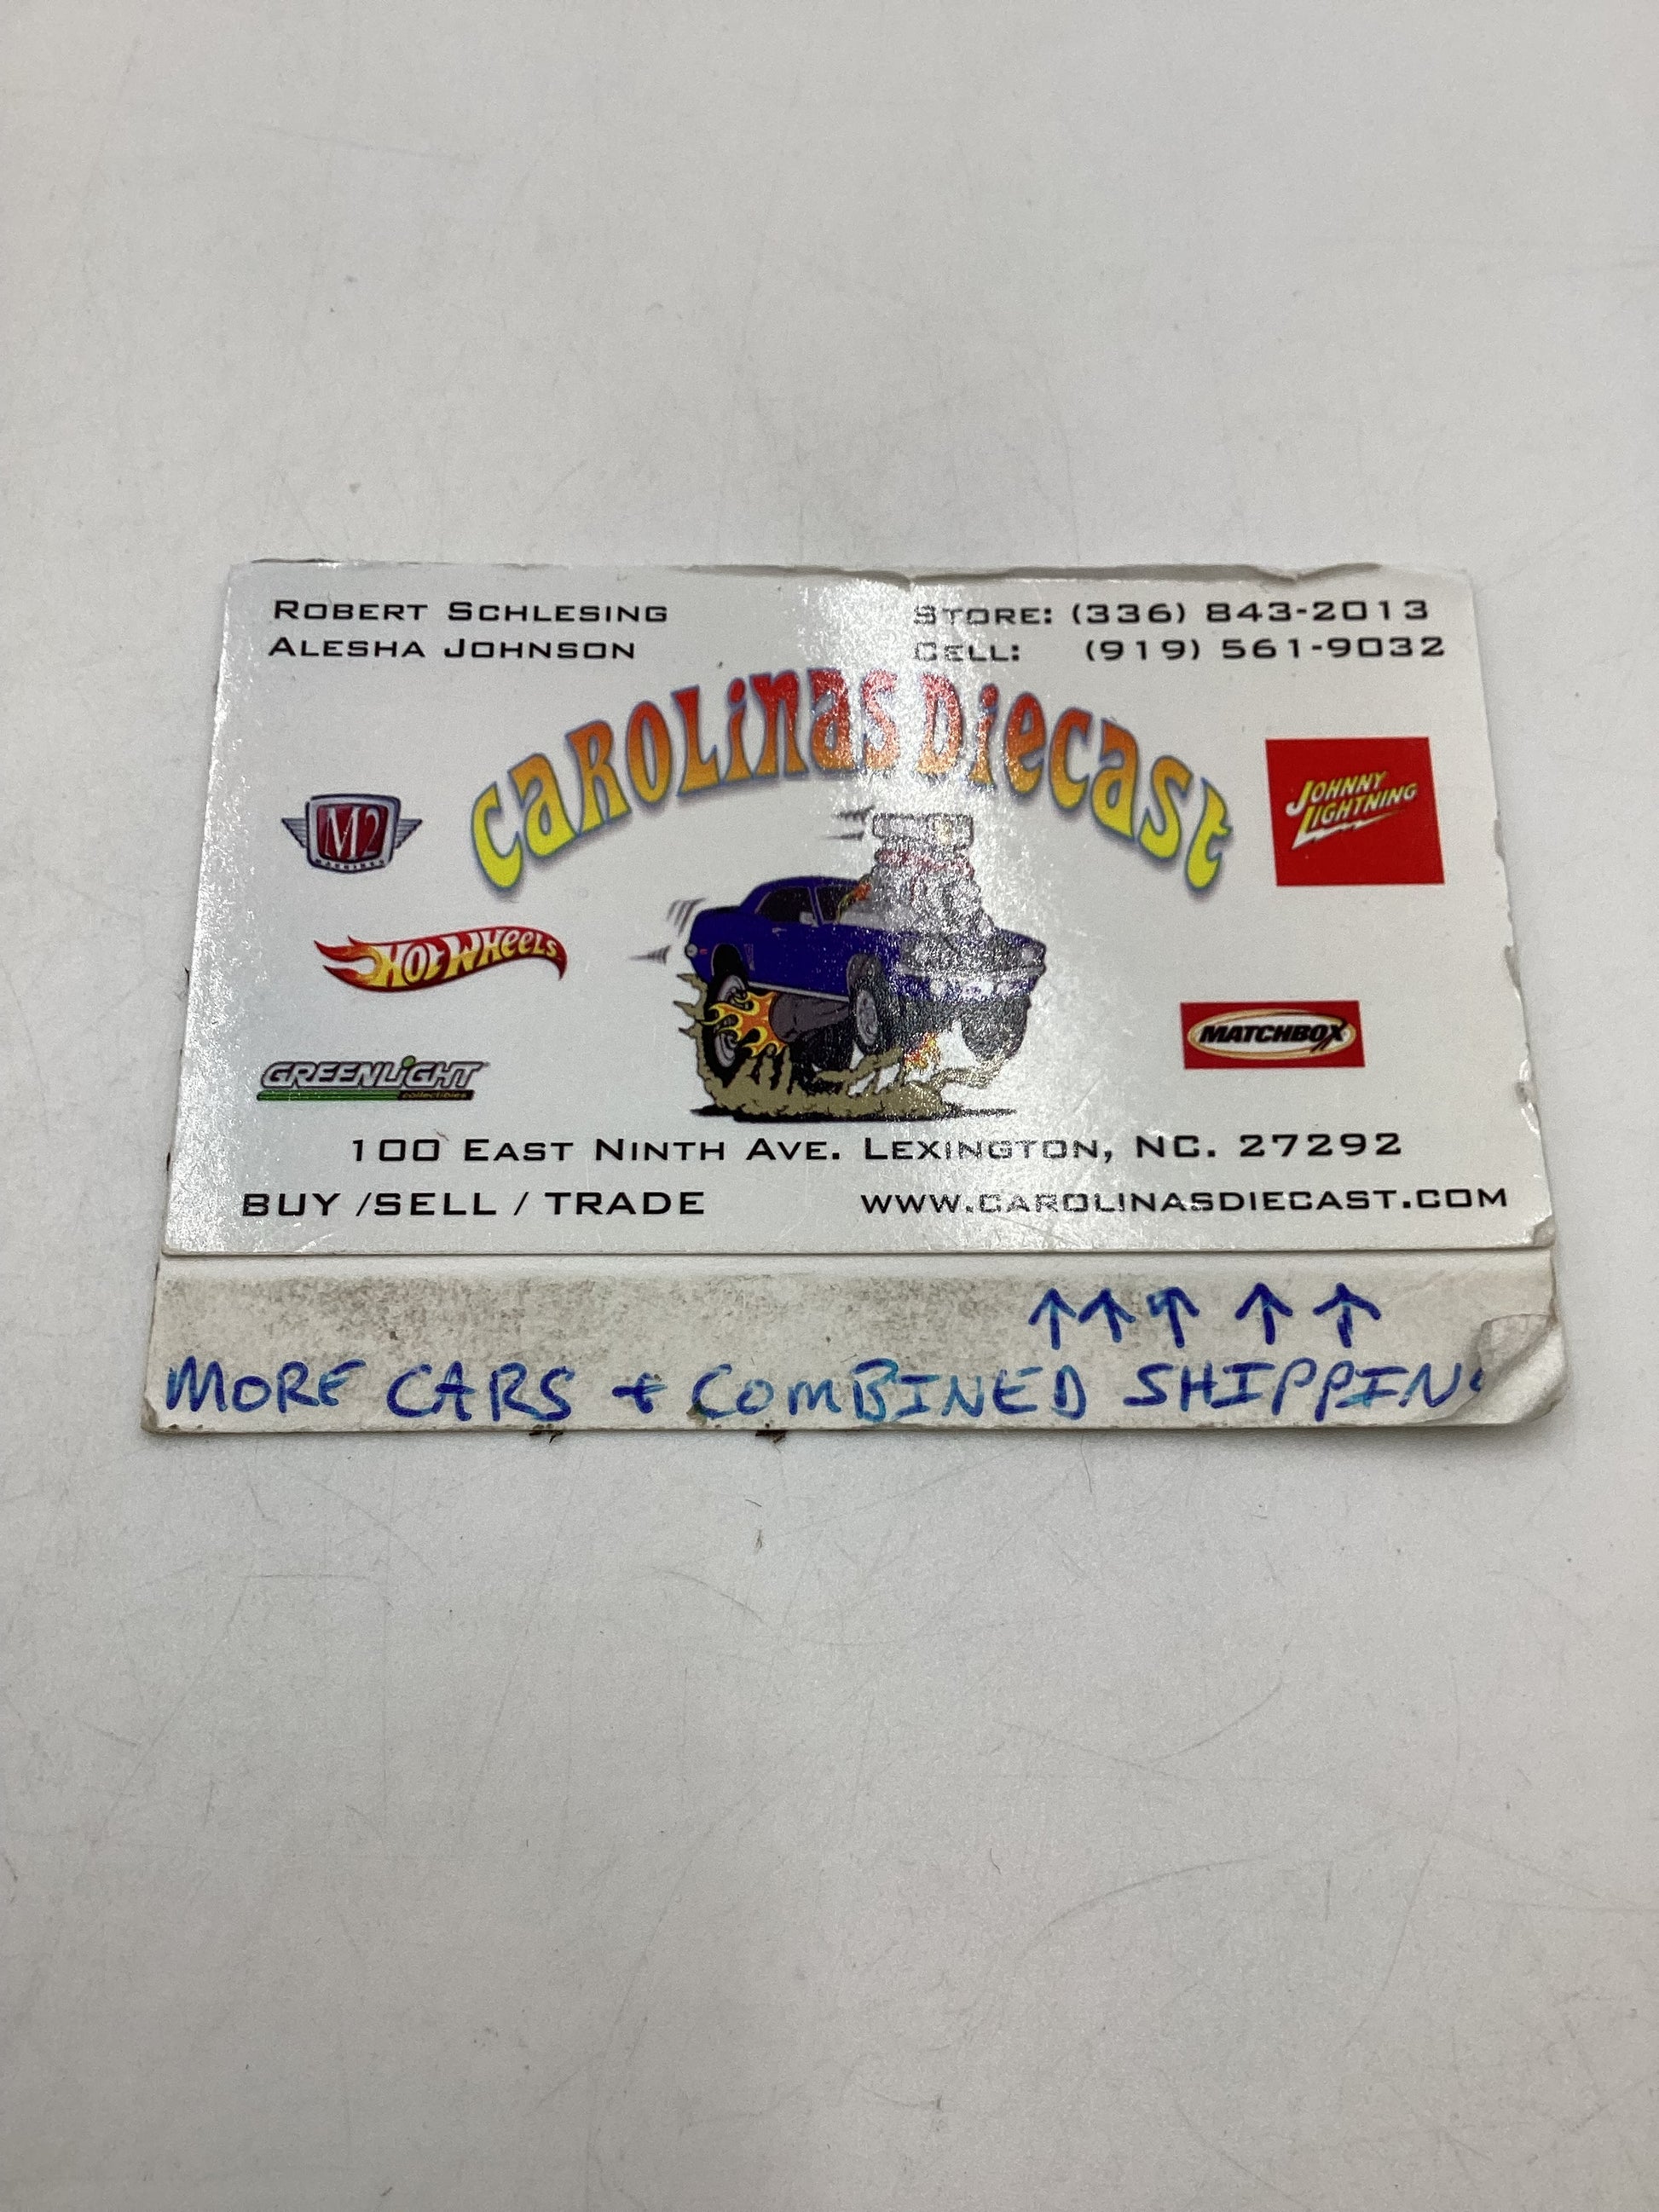 ROBERT SCHLESING
ALESHA JOHNSON
STORE: (336) 843-2013
CELL: (919) 561-9032
CAROLINAS DIECAST
M2
MACHINES
JOHNNY
LIGHTNING
HOT WHEELS
MATCHBOX
GREENLIGHT
collectibles
100 EAST NINTH AVE. LEXINGTON, NC. 27292
BUY /SELL / TRADE
WWW.CAROLINASDIECAST.COM
↑ ↑ ↑ ↑ ↑
MORE CARS + COMBINED SHIPPIN